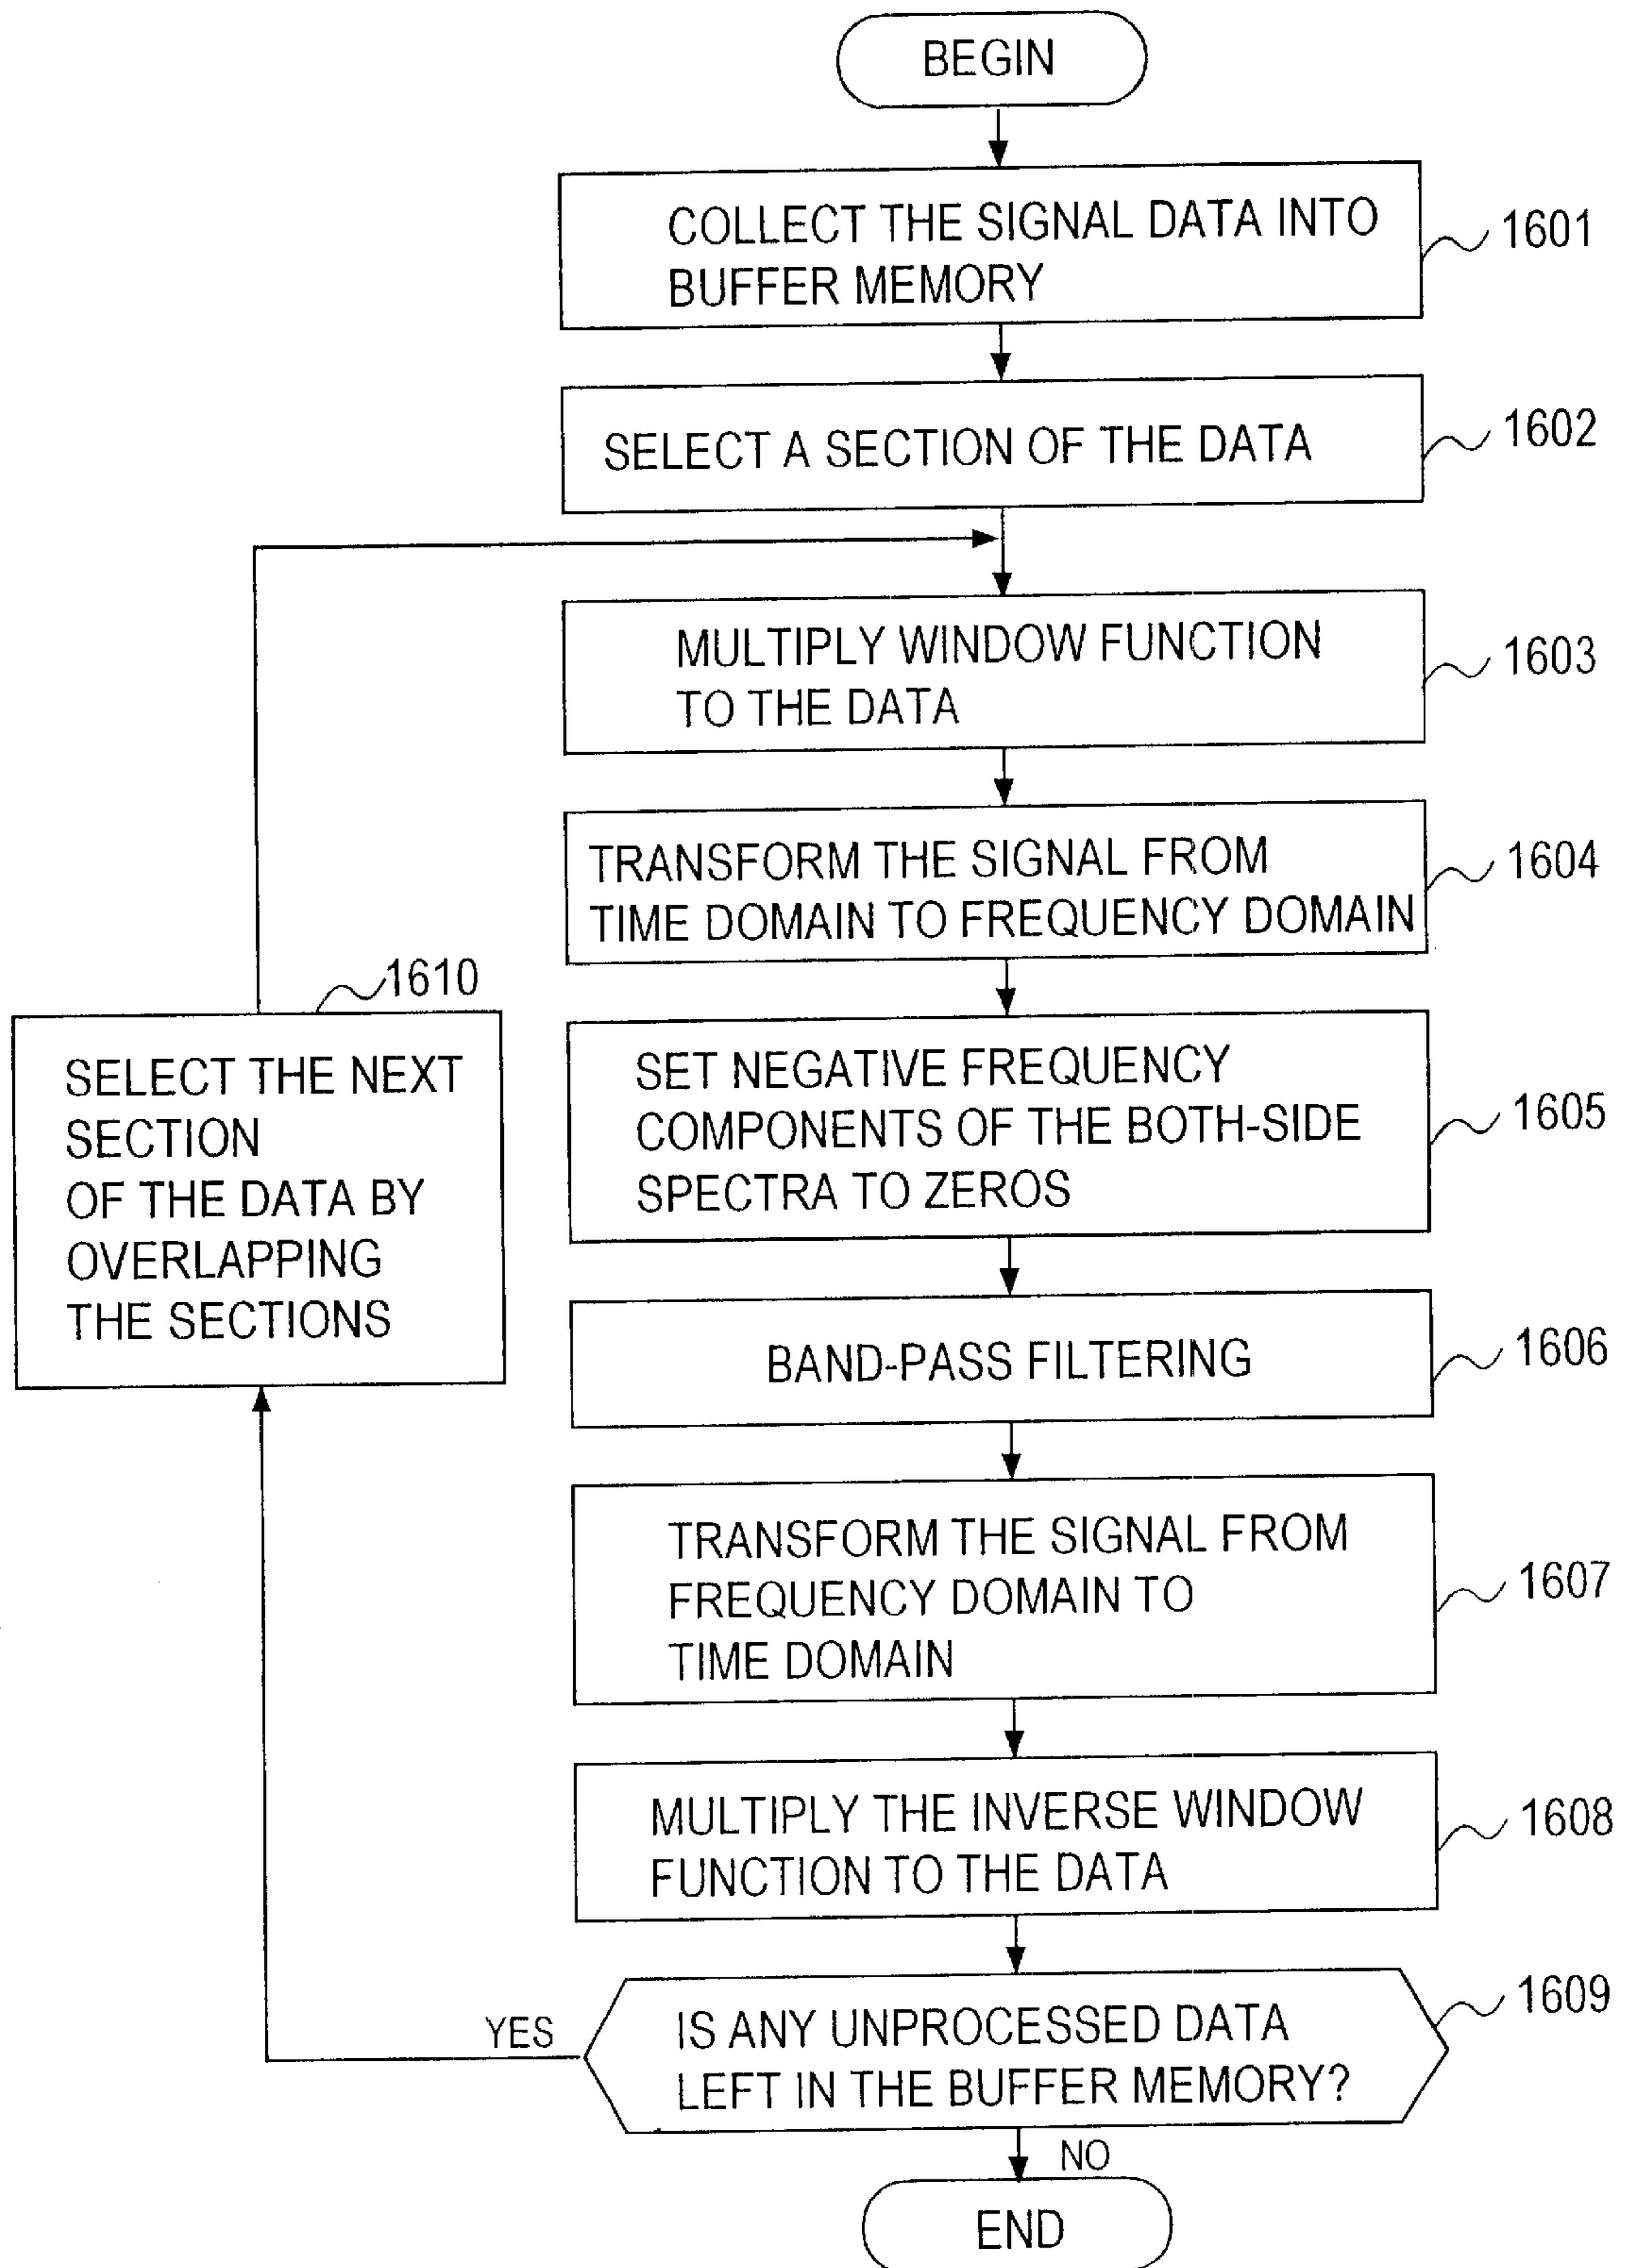 BEGIN
COLLECT THE SIGNAL DATA INTO
BUFFER MEMORY
1601
SELECT A SECTION OF THE DATA
1602
MULTIPLY WINDOW FUNCTION
TO THE DATA
1603
TRANSFORM THE SIGNAL FROM
TIME DOMAIN TO FREQUENCY DOMAIN
1604
SET NEGATIVE FREQUENCY
COMPONENTS OF THE BOTH-SIDE
SPECTRA TO ZEROS
1605
BAND-PASS FILTERING
1606
TRANSFORM THE SIGNAL FROM
FREQUENCY DOMAIN TO
TIME DOMAIN
1607
MULTIPLY THE INVERSE WINDOW
FUNCTION TO THE DATA
1608
IS ANY UNPROCESSED DATA
LEFT IN THE BUFFER MEMORY?
1609
YES
1610
SELECT THE NEXT
SECTION
OF THE DATA BY
OVERLAPPING
THE SECTIONS
NO
END